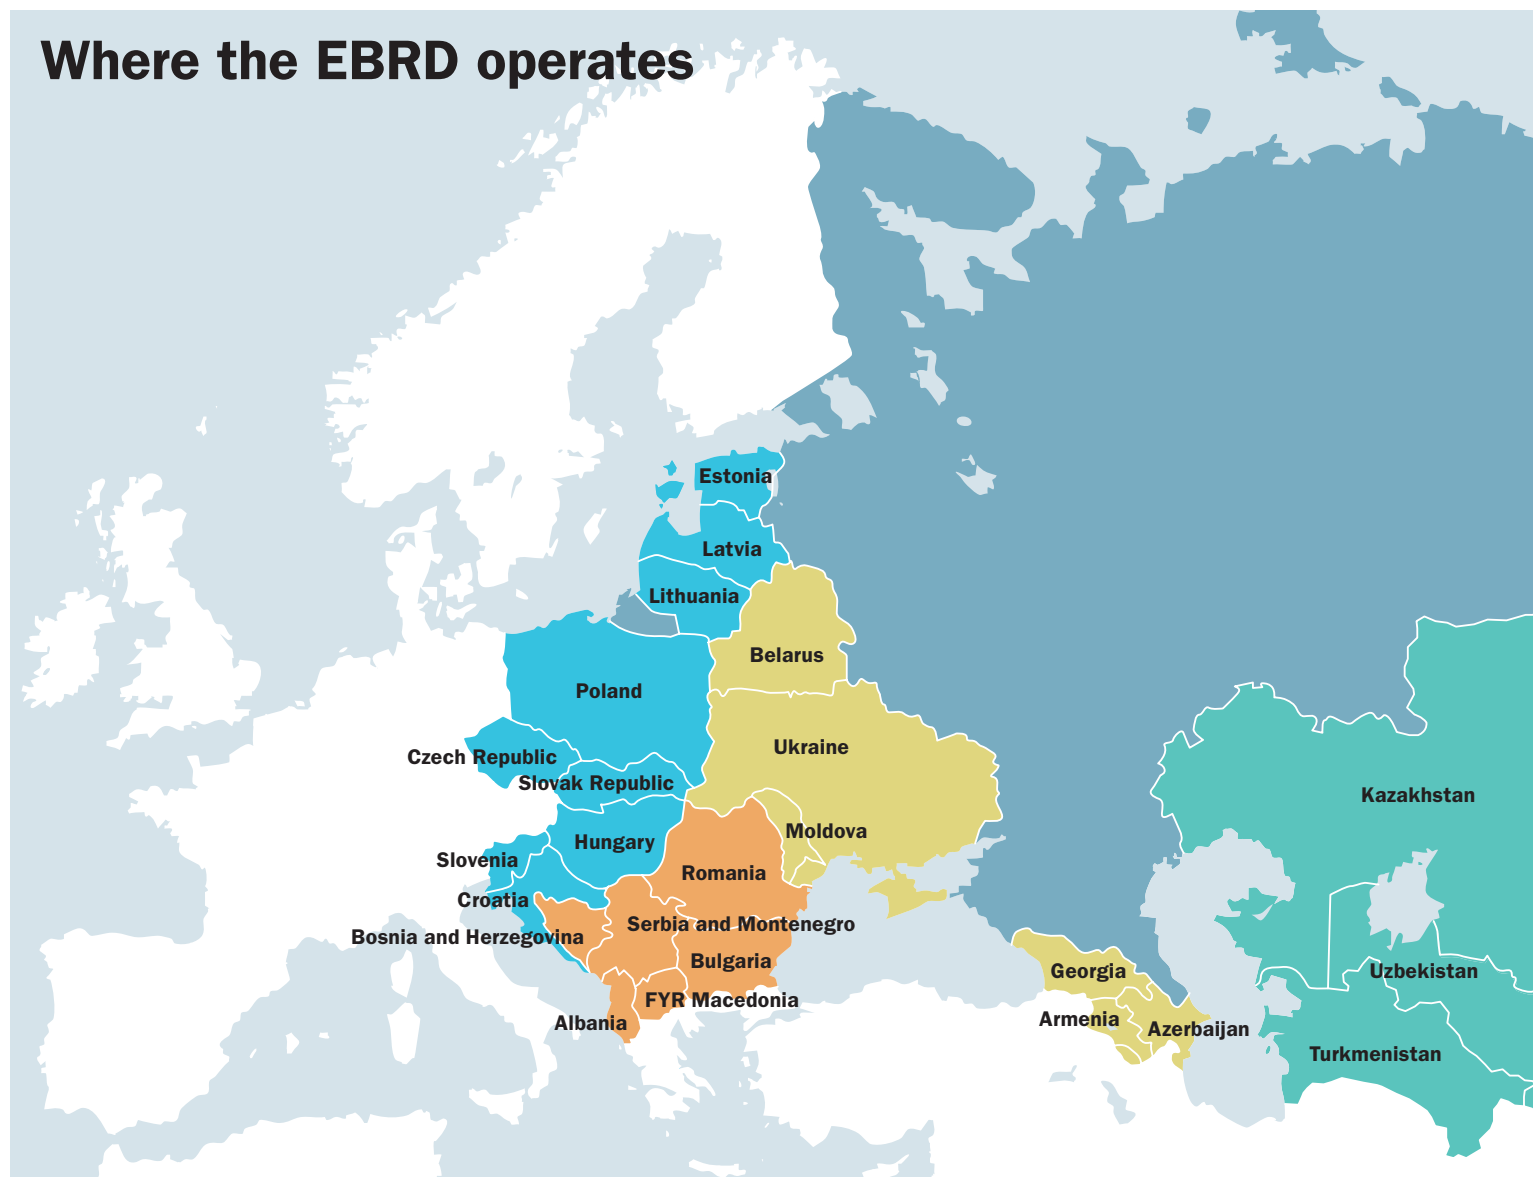 Where the EBRD operates
Estonia
Latvia
Lithuania
Belarus
Poland
Ukraine
Czech Republic
Slovak Republic
Kazakhstan
Moldova
Hungary
Slovenia
Romania
Croatia
Serbia and Montenegro
Bosnia and Herzegovina
Bulgaria
Georgia
Uzbekistan
FYR Macedonia
Armenia
Albania
Azerbaijan
Turkmenistan